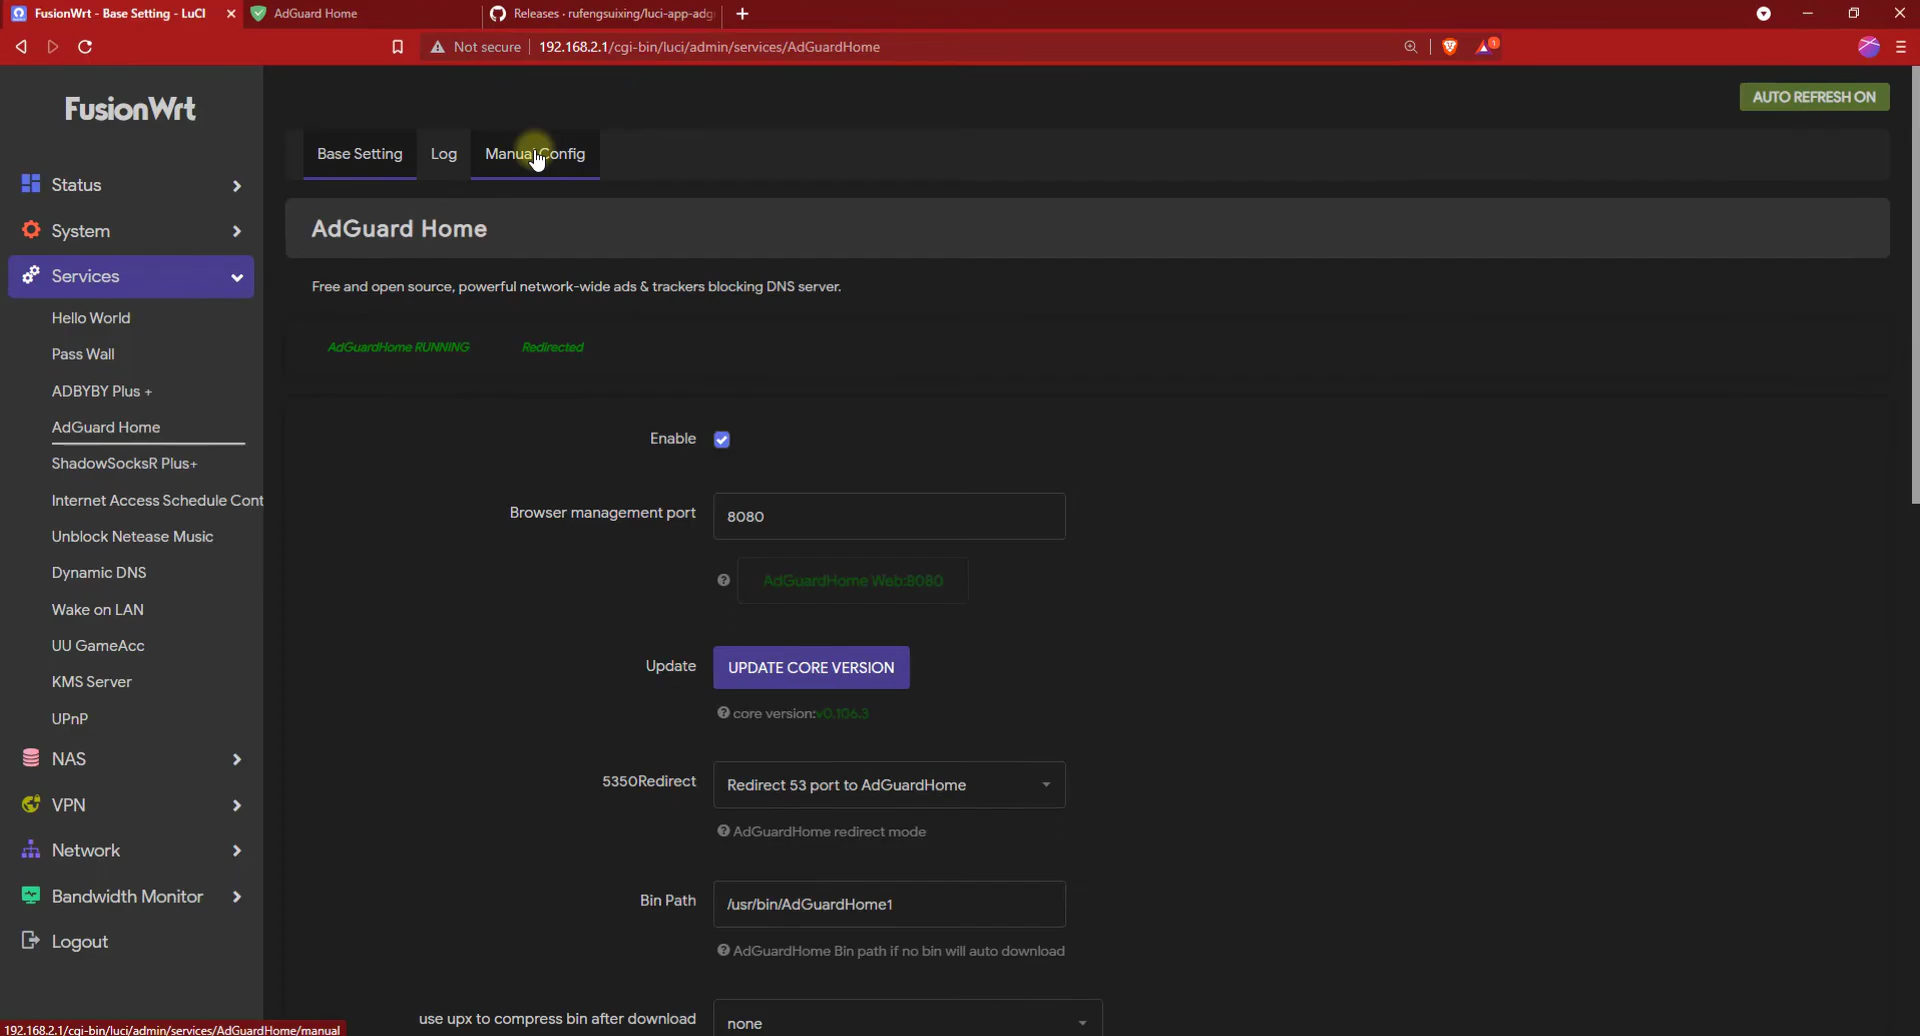 FusionWrt - Base Setting - LuCI
AdGuard Home
Releases · rufengsuixing/luci-app-adg
Not secure
192.168.2.1/cgi-bin/luci/admin/services/AdGuardHome
1
FusionWrt
AUTO REFRESH ON
Base Setting
Log
Manual Config
Status
System
Services
Hello World
Pass Wall
ADBYBY Plus +
AdGuard Home
ShadowSocksR Plus+
Internet Access Schedule Cont
Unblock Netease Music
Dynamic DNS
Wake on LAN
UU GameAcc
KMS Server
UPnP
NAS
VPN
Network
Bandwidth Monitor
Logout
AdGuard Home
Free and open source, powerful network-wide ads & trackers blocking DNS server.
AdGuardHome RUNNING
Redirected
Enable
Browser management port
8080
AdGuardHome Web:8080
Update
UPDATE CORE VERSION
core version:v0.106.3
5350Redirect
Redirect 53 port to AdGuardHome
AdGuardHome redirect mode
Bin Path
/usr/bin/AdGuardHome1
AdGuardHome Bin path if no bin will auto download
use upx to compress bin after download
none
192.168.2.1/cgi-bin/luci/admin/services/AdGuardHome/manual